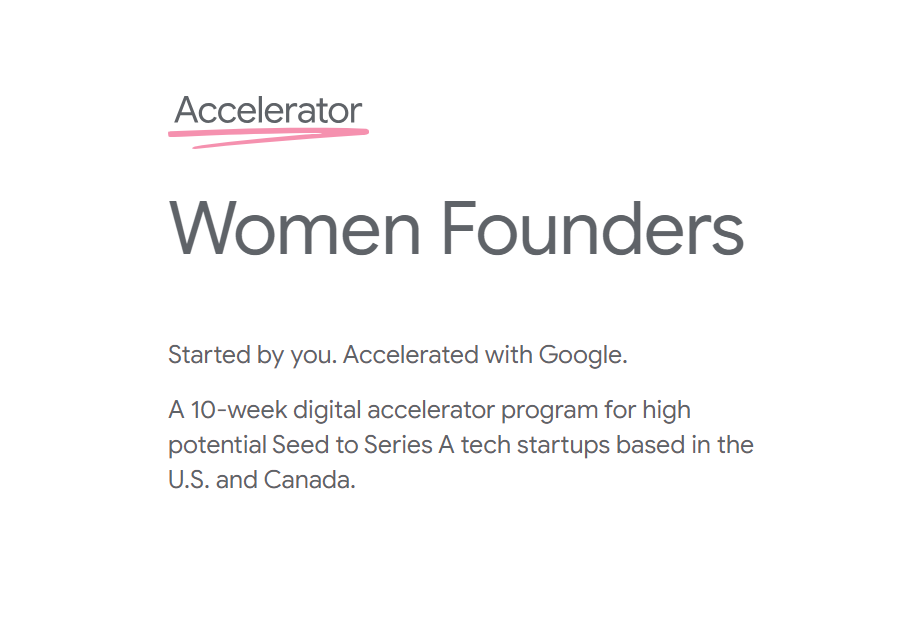 Accelerator
Women Founders
Started by you. Accelerated with Google.
A 10-week digital accelerator program for high
potential Seed to Series A tech startups based in the
U.S. and Canada.